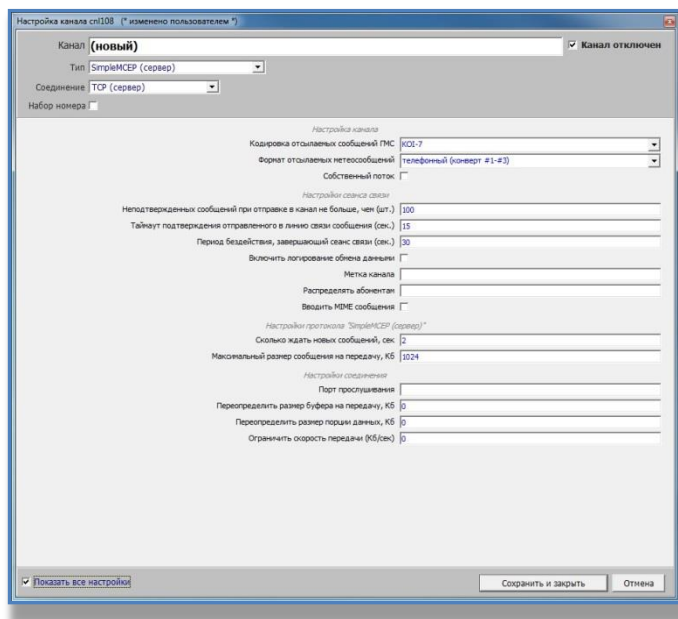 Настройка канала cnl108 (* изменено пользователем *)
Канал (новый) Канал отключен
Тип SimpleMCEP (сервер)
Соединение TCP (сервер)
Набор номера
Настройка канала
Кодировка отсылаемых сообщений ГМС KOI-7
Формат отсылаемых метеосообщений телефонный (конверт #1-#3)
Собственный поток
Настройки сеанса связи
Неподтвержденных сообщений при отправке в канал не больше, чем (шт.) 100
Таймаут подтверждения отправленного в линию связи сообщения (сек.) 15
Период бездействия, завершающий сеанс связи (сек.) 30
Включить логирование обмена данными
Метка канала
Распределять абонентам
Вводить MIME сообщения
Настройки протокола "SimpleMCEP (сервер)"
Сколько ждать новых сообщений, сек 2
Максимальный размер сообщения на передачу, Кб 1024
Настройки соединения
Порт прослушивания
Переопределить размер буфера на передачу, Кб 0
Переопределить размер порции данных, Кб 0
Ограничить скорость передачи (Кб/сек) 0
Показать все настройки Сохранить и закрыть Отмена